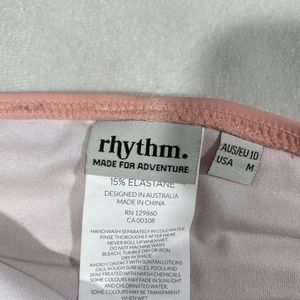 rhythm.
MADE FOR ADVENTURE
AUS/EU 10
USA M
15% ELASTANE
DESIGNED IN AUSTRALIA
MADE IN CHINA
RN 129860
CA 00108
HAND WASH SEPARATELY IN COLD WATER
RINSE THOROUGHLY AFTER WEAR
NEVER ROLL UP WHEN WET
DO NOT MACHINE WASH,
BLEACH, TUMBLE DRY OR IRON,
DRY IN SHADE
AVOID CONTACT WITH SUNTAN LOTIONS
OILS, ROUGH SURFACES, POOLS AND
SPAS TREATED WITH HARSH CHEMICALS
SOME COLOURS MAY FADE IN SUNLIGHT
AND CHLORINATED WATER
SOME COLOURS MAY BLEED
WHEN WET